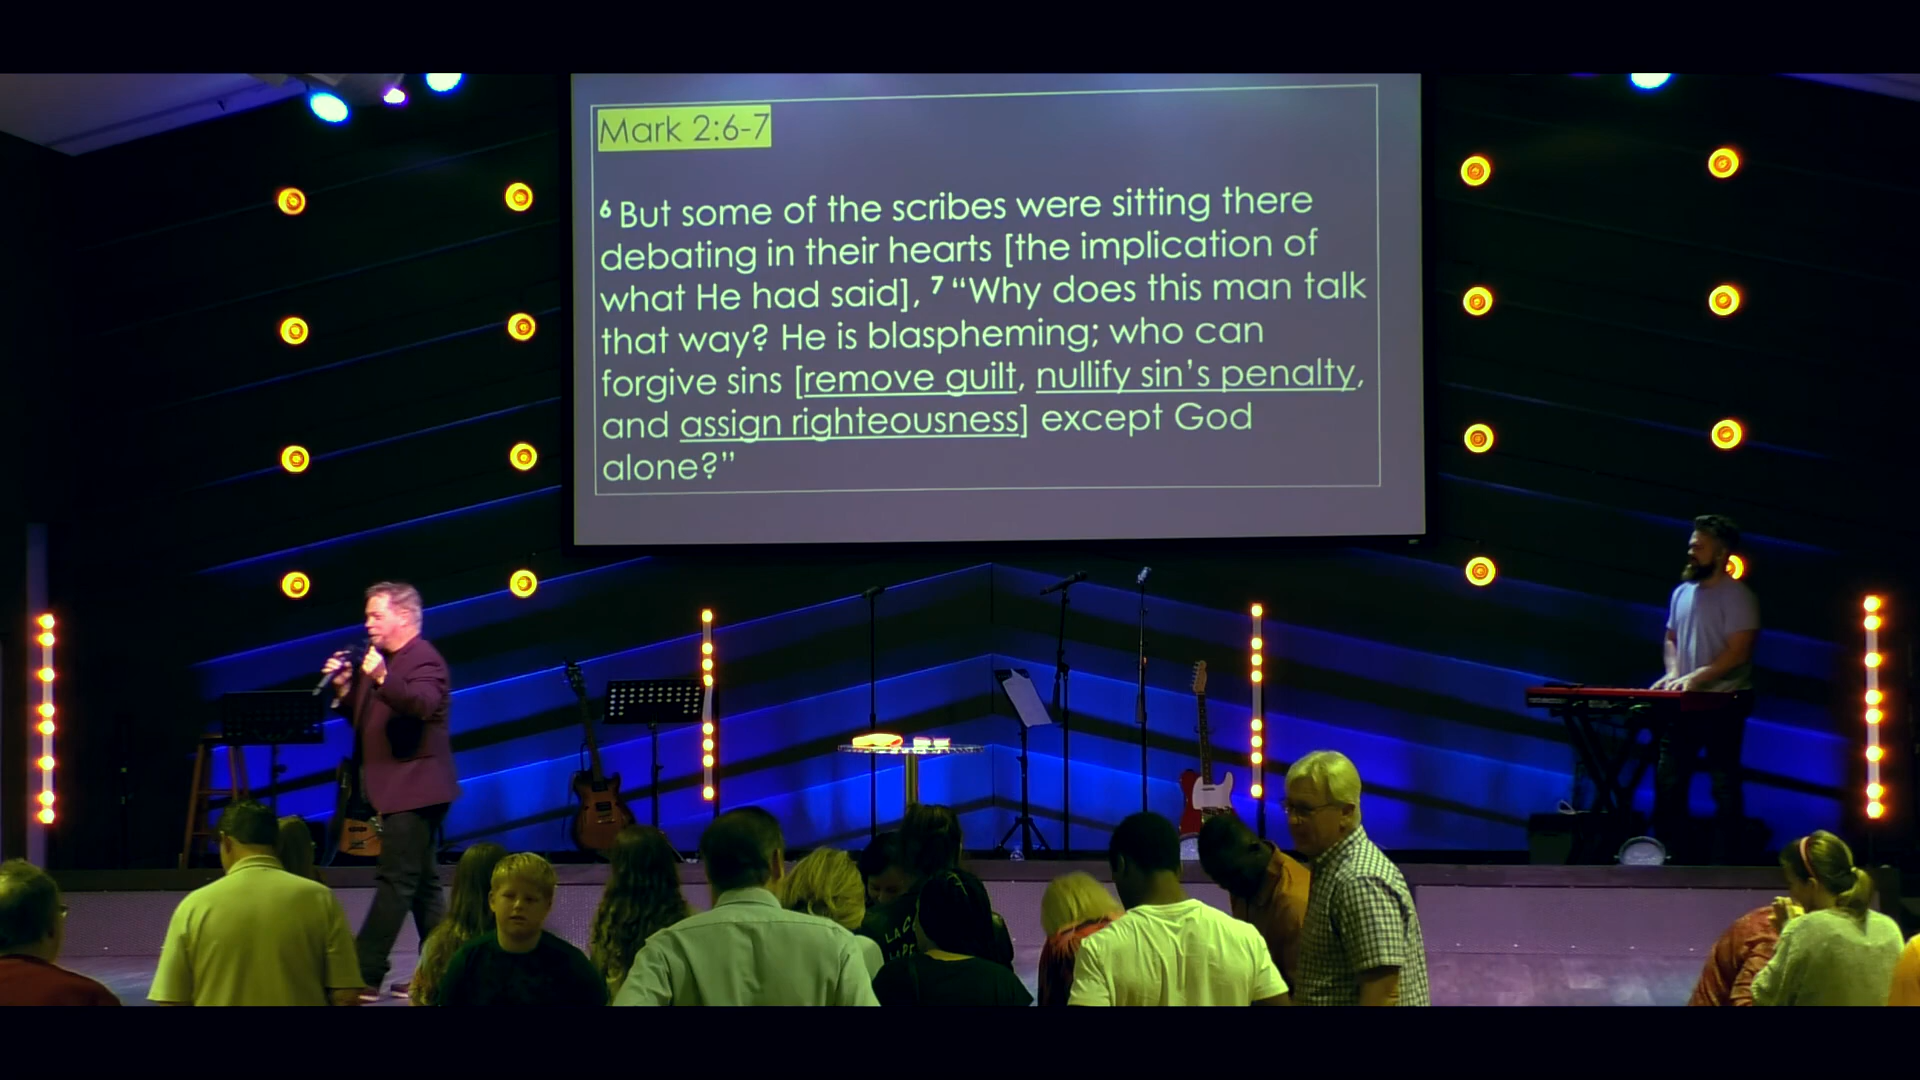 Mark 2:6-7
6 But some of the scribes were sitting there
debating in their hearts [the implication of
what He had said], 7 “Why does this man talk
that way? He is blaspheming; who can
forgive sins [remove guilt, nullify sin’s penalty,
and assign righteousness] except God
alone?”